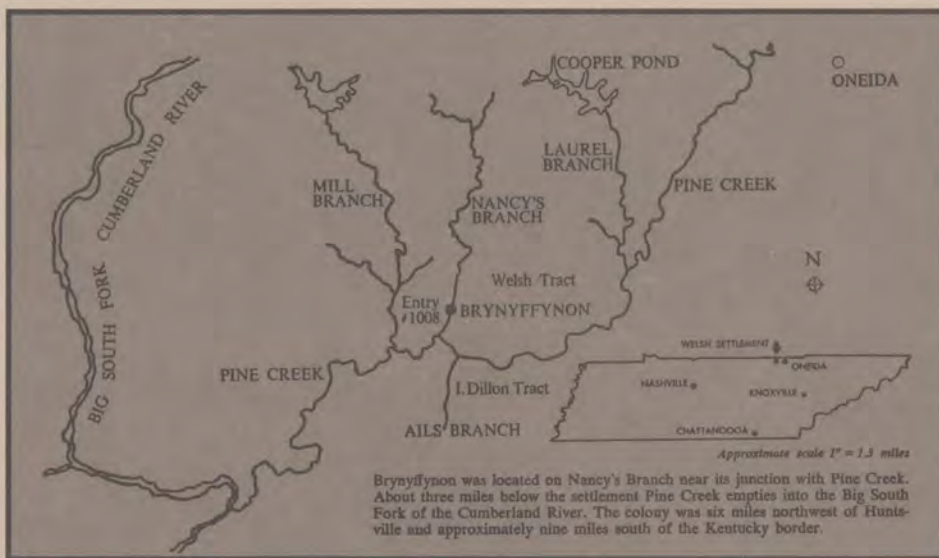 COOPER POND
ONEIDA
BIG SOUTH FORK CUMBERLAND RIVER
LAUREL
BRANCH
PINE CREEK
MILL
BRANCH
NANCY'S
BRANCH
N
Welsh Tract
Entry
#1008
BRYNYFFYNON
WELSH SETTLEMENT
ONEIDA
PINE CREEK
I. Dillon Tract
NASHVILLE
KNOXVILLE
AILS BRANCH
CHATTANOOGA
Approximate scale 1" = 1.3 miles
Brynyffynon was located on Nancy's Branch near its junction with Pine Creek.
About three miles below the settlement Pine Creek empties into the Big South
Fork of the Cumberland River. The colony was six miles northwest of Hunts-
ville and approximately nine miles south of the Kentucky border.